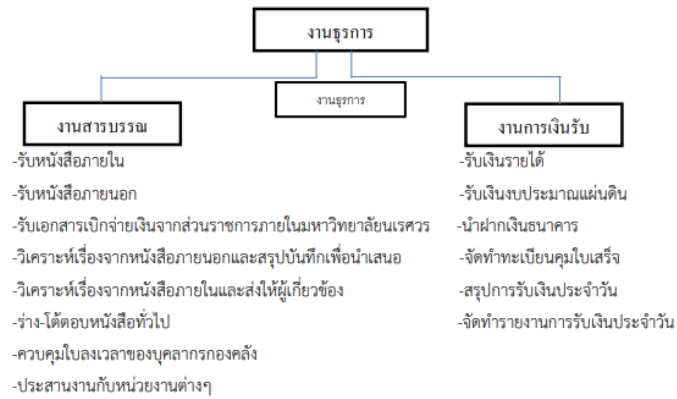 งานธุรการ
งานธุรการ
งานสารบรรณ
-รับหนังสือภายใน
-รับหนังสือภายนอก
-รับเอกสารเบิกจ่ายเงินจากส่วนราชการภายในมหาวิทยาลัยนเรศวร
-วิเคราะห์เรื่องจากหนังสือภายนอกและสรุปบันทึกเพื่อนำเสนอ
-วิเคราะห์เรื่องจากหนังสือภายในและส่งให้ผู้เกี่ยวข้อง
-ร่าง-โต้ตอบหนังสือทั่วไป
-ควบคุมใบลงเวลาของบุคลากรกองคลัง
-ประสานงานกับหน่วยงานต่างๆ
งานการเงินรับ
-รับเงินรายได้
-รับเงินงบประมาณแผ่นดิน
-นำฝากเงินธนาคาร
-จัดทำทะเบียนคุมใบเสร็จ
-สรุปการรับเงินประจำวัน
-จัดทำรายงานการรับเงินประจำวัน